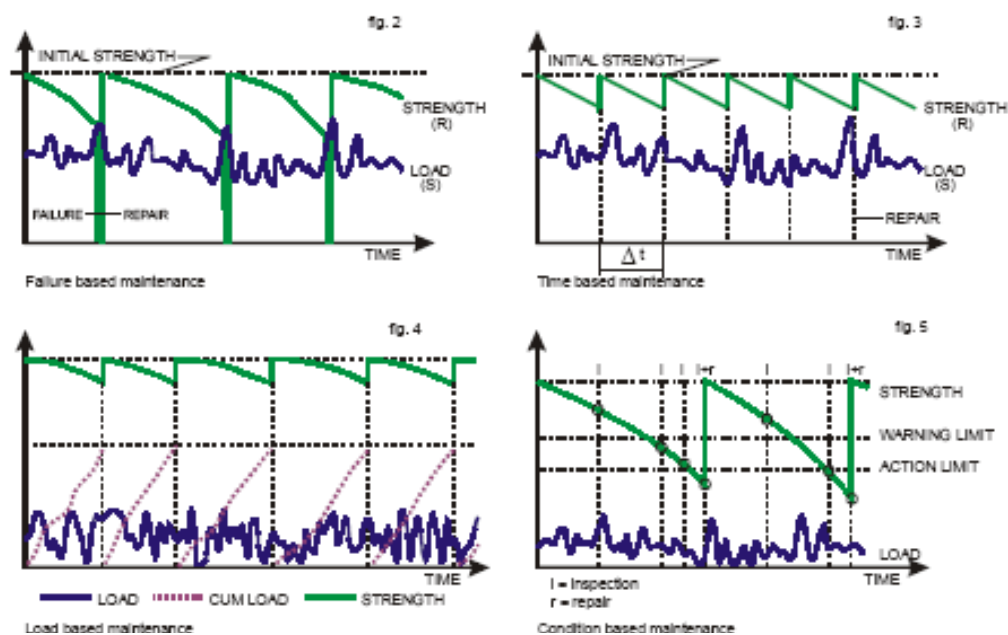 fig. 2
INITIAL STRENGTH
STRENGTH
(R)
LOAD
(S)
FAILURE
REPAIR
TIME
Failure based maintenance
fig. 3
INITIAL STRENGTH
STRENGTH
(R)
LOAD
(S)
REPAIR
TIME
Δ t
Time based maintenance
fig. 4
TIME
LOAD
CUM LOAD
STRENGTH
Load based maintenance
fig. 5
I
I
I
I+r
I
I
I+r
STRENGTH
WARNING LIMIT
ACTION LIMIT
LOAD
TIME
I = Inspection
r = repair
Condition based maintenance